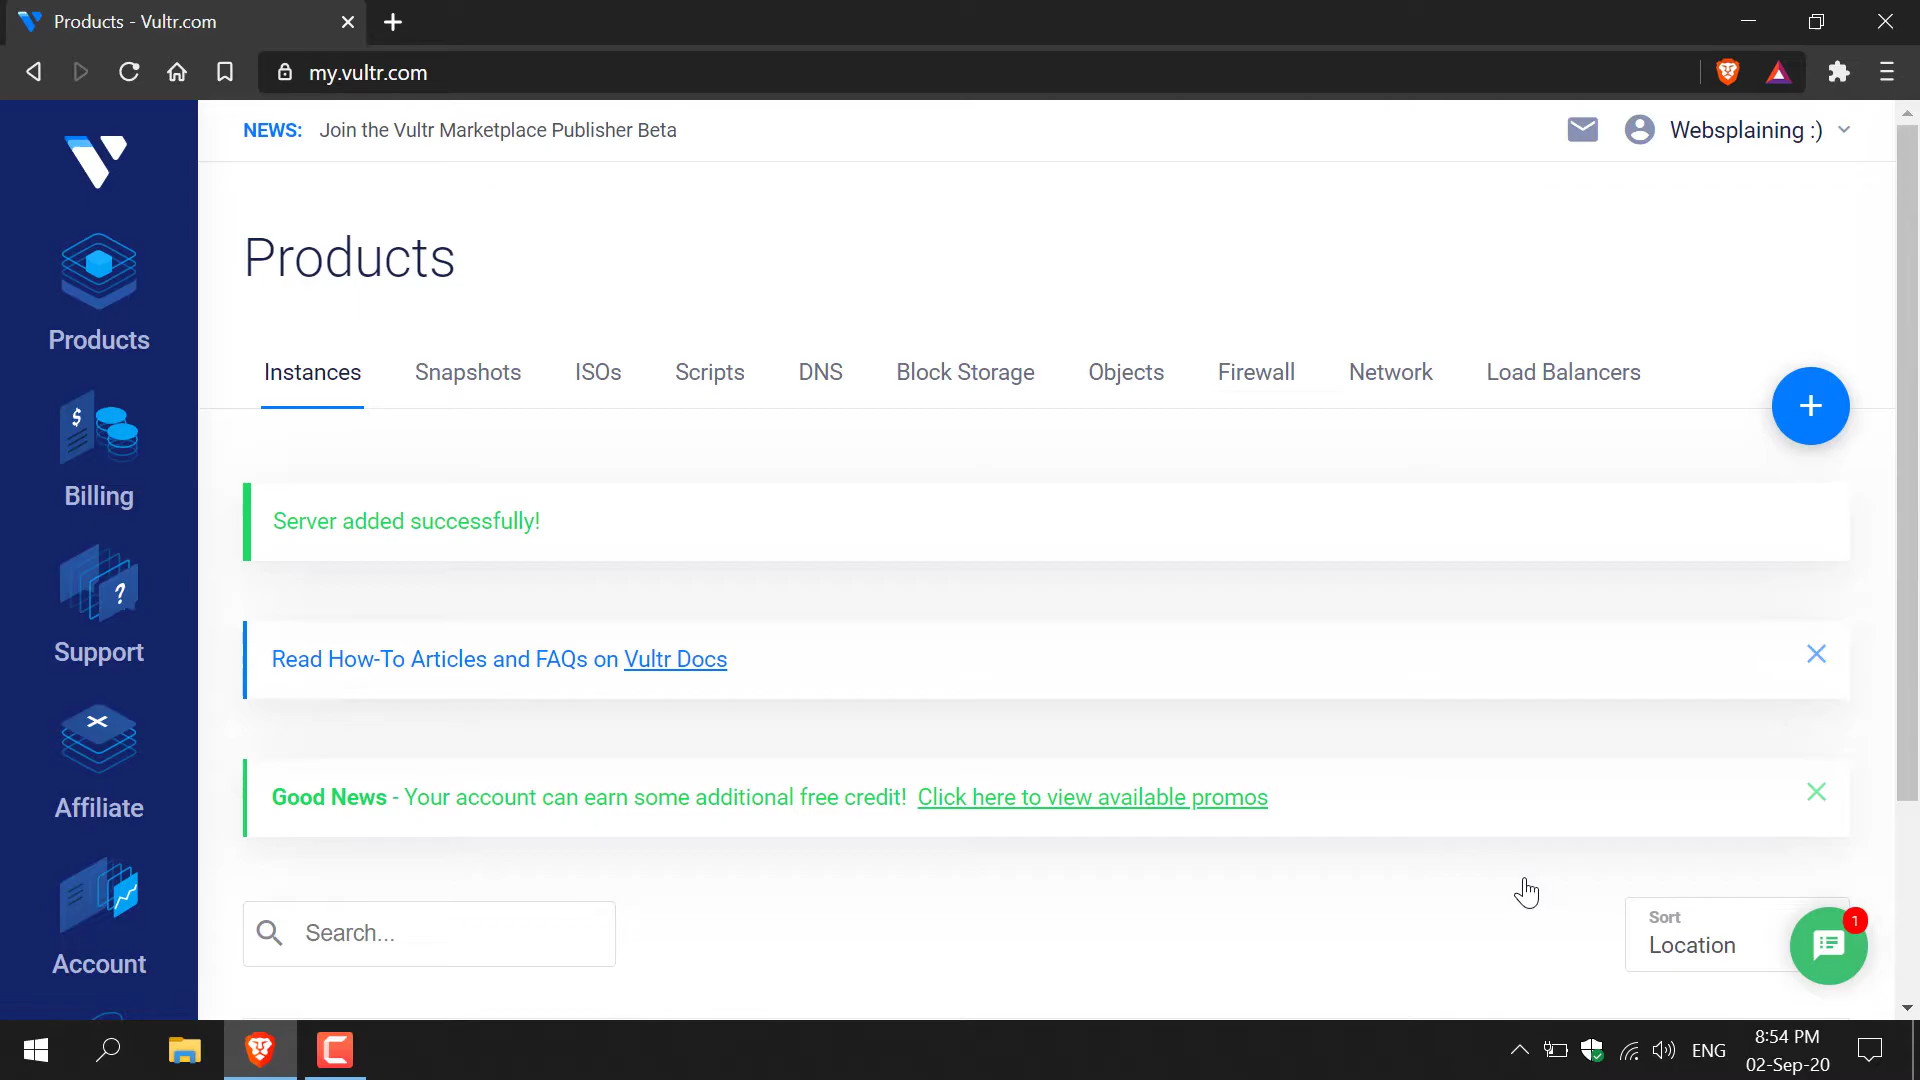 Products - Vultr.com
my.vultr.com
NEWS: Join the Vultr Marketplace Publisher Beta
Websplaining :)
Products
Products
Billing
Support
Affiliate
Account
Instances
Snapshots
ISOs
Scripts
DNS
Block Storage
Objects
Firewall
Network
Load Balancers
+
Server added successfully!
Read How-To Articles and FAQs on Vultr Docs
Good News - Your account can earn some additional free credit! Click here to view available promos
Search...
Sort
Location
1
ENG
8:54 PM
02-Sep-20